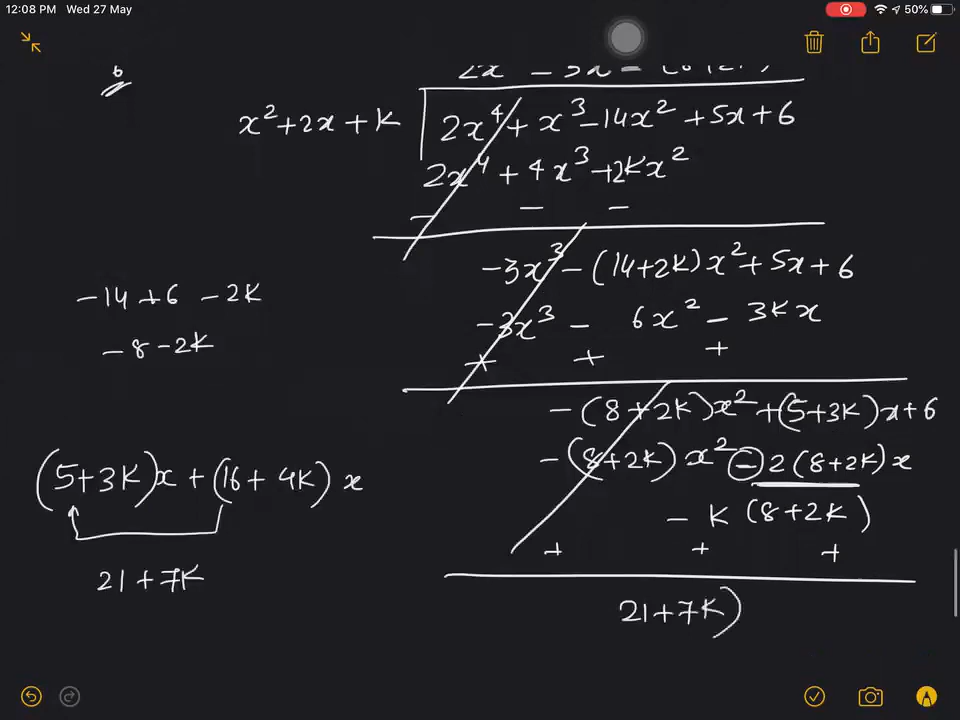 12:08 PM Wed 27 May
50%
6
x²+2x+K
2x⁴ + x³ -14x² +5x+6
2x⁴ + 4x³ +2Kx²
- - -
-3x³ - (14+2K)x² + 5x + 6
-14 +6 -2K
-3x³ - 6x² - 3Kx
-8-2K
+ + +
-(8+2K)x² +(5+3K)x+6
-(8+2K)x² - 2(8+2K)x
(5+3K)x + (16+4K)x
- K(8+2K)
+ + +
21+7K
21+7K)